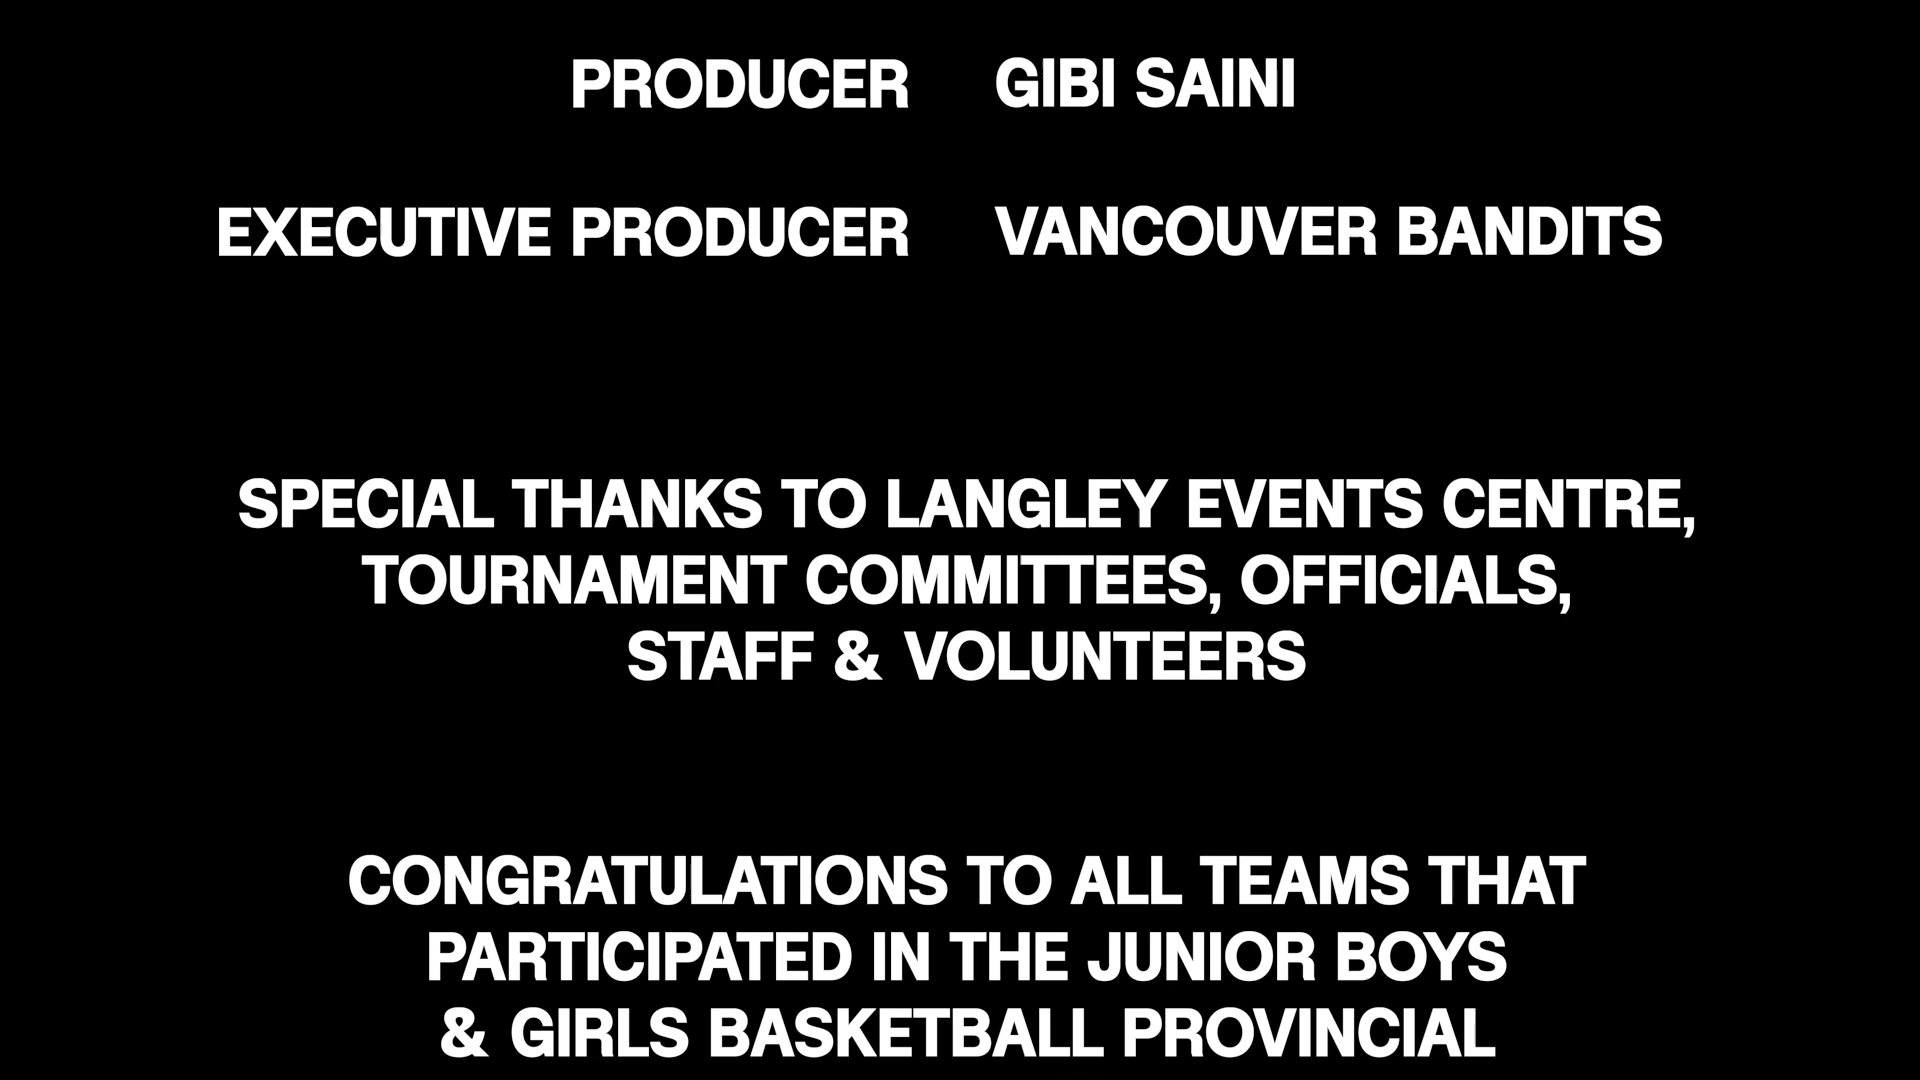 PRODUCER GIBI SAINI
EXECUTIVE PRODUCER VANCOUVER BANDITS
SPECIAL THANKS TO LANGLEY EVENTS CENTRE,
TOURNAMENT COMMITTEES, OFFICIALS,
STAFF & VOLUNTEERS
CONGRATULATIONS TO ALL TEAMS THAT
PARTICIPATED IN THE JUNIOR BOYS
& GIRLS BASKETBALL PROVINCIAL